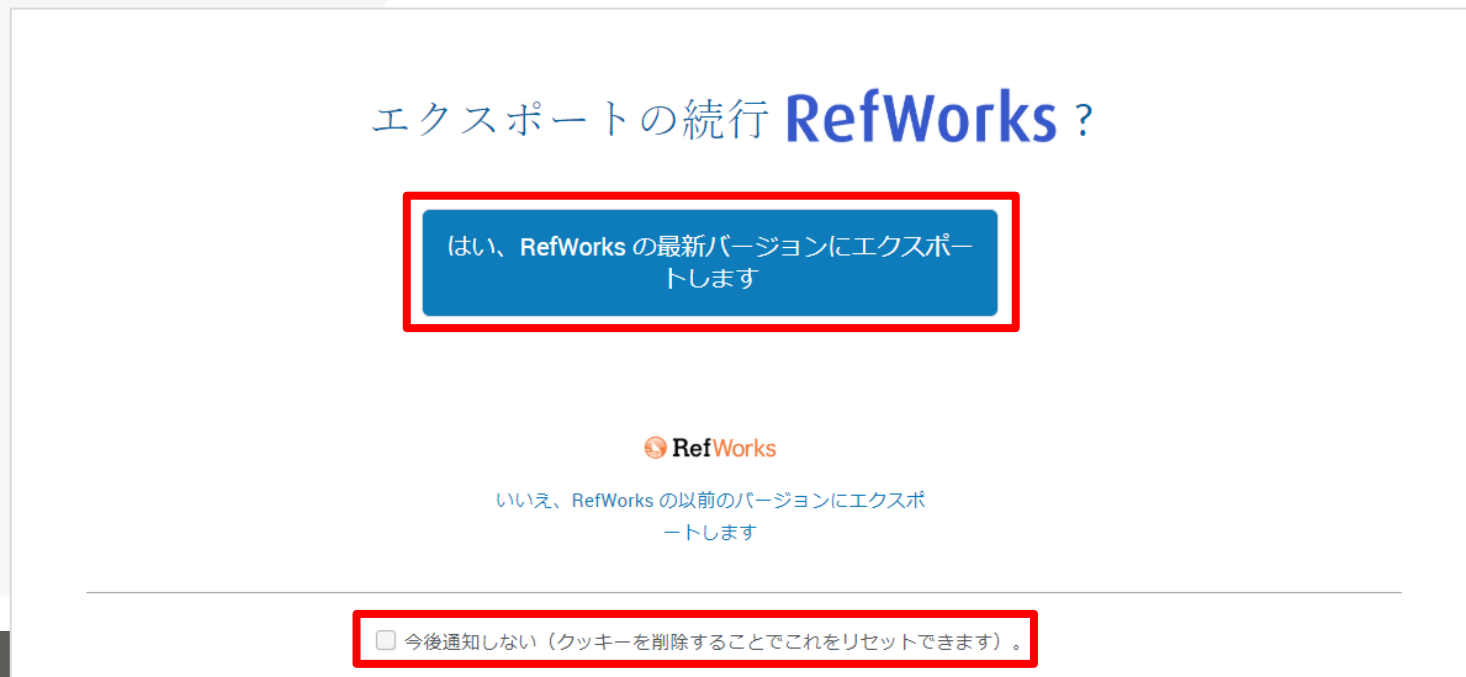 エクスポートの続行 RefWorks ?
はい、RefWorks の最新バージョンにエクスポー
トします
RefWorks
いいえ、RefWorks の以前のバージョンにエクスポ
ートします
今後通知しない（クッキーを削除することでこれをリセットできます）。